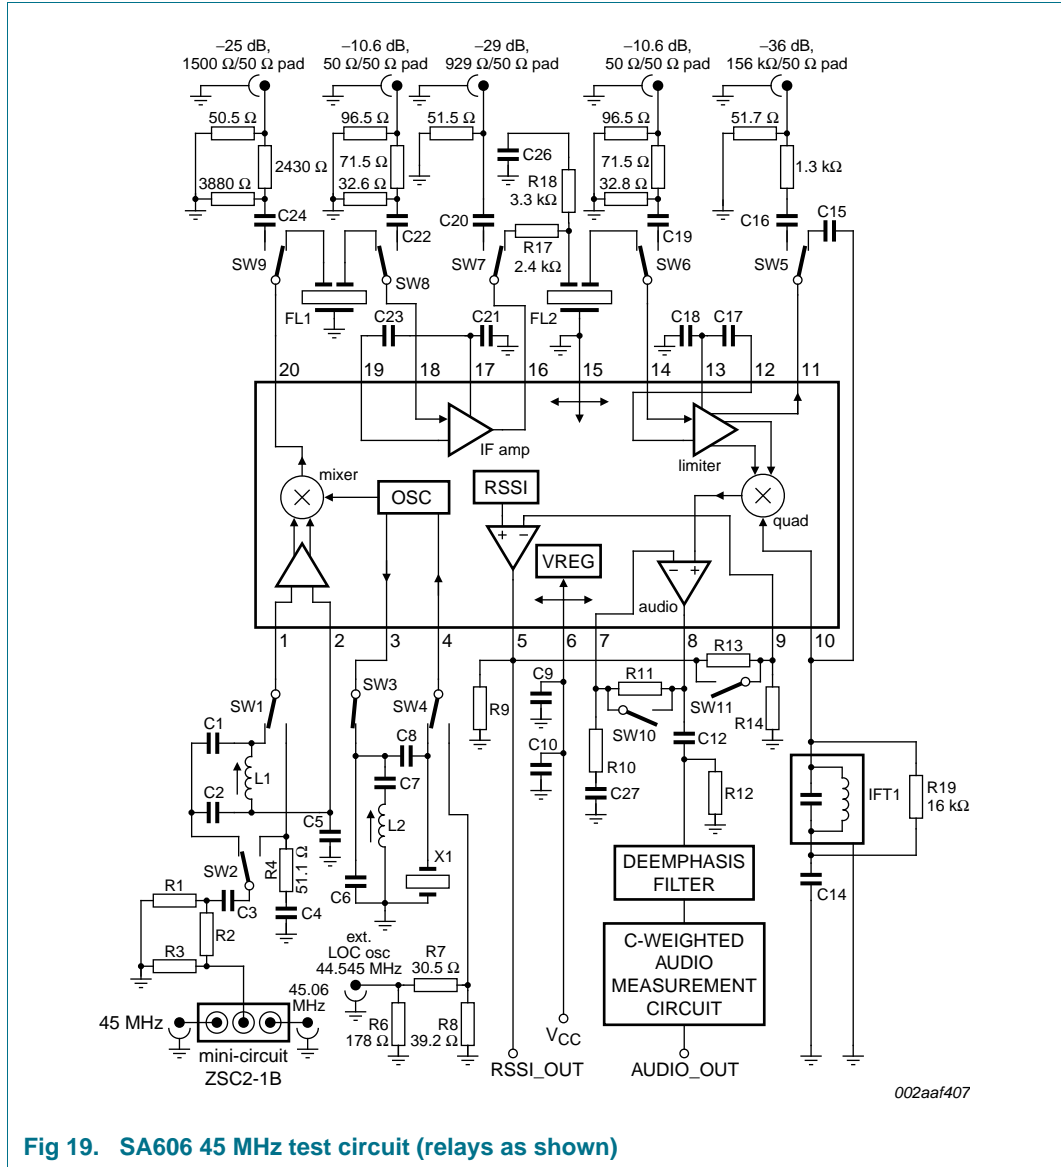 –25 dB,
1500 Ω/50 Ω pad
–10.6 dB,
50 Ω/50 Ω pad
–29 dB,
929 Ω/50 Ω pad
–10.6 dB,
50 Ω/50 Ω pad
–36 dB,
156 kΩ/50 Ω pad
50.5 Ω
96.5 Ω
51.5 Ω
96.5 Ω
51.7 Ω
2430 Ω
71.5 Ω
C26
71.5 Ω
1.3 kΩ
3880 Ω
32.6 Ω
R18
3.3 kΩ
32.8 Ω
C24
C22
C20
C19
C16
C15
R17
2.4 kΩ
SW9
SW8
SW7
SW6
SW5
FL1
FL2
C23
C21
C18
C17
20
19
18
17
16
15
14
13
12
11
IF amp
limiter
mixer
OSC
RSSI
quad
+
–
VREG
–
+
audio
1
2
3
4
5
6
7
8
9
10
SW1
SW3
SW4
R9
C9
R11
R13
SW11
R14
C1
L1
C8
C10
SW10
C12
C2
C7
R10
C27
R12
IFT1
R19
16 kΩ
C5
L2
SW2
R4
51.1 Ω
X1
C6
DEEMPHASIS
FILTER
C14
R1
C3
C4
R2
R3
ext.
LOC osc
44.545 MHz
R7
30.5 Ω
C-WEIGHTED
AUDIO
MEASUREMENT
CIRCUIT
45.06
MHz
45 MHz
R6
178 Ω
R8
39.2 Ω
VCC
mini-circuit
ZSC2-1B
RSSI_OUT
AUDIO_OUT
002aaf407
Fig 19. SA606 45 MHz test circuit (relays as shown)